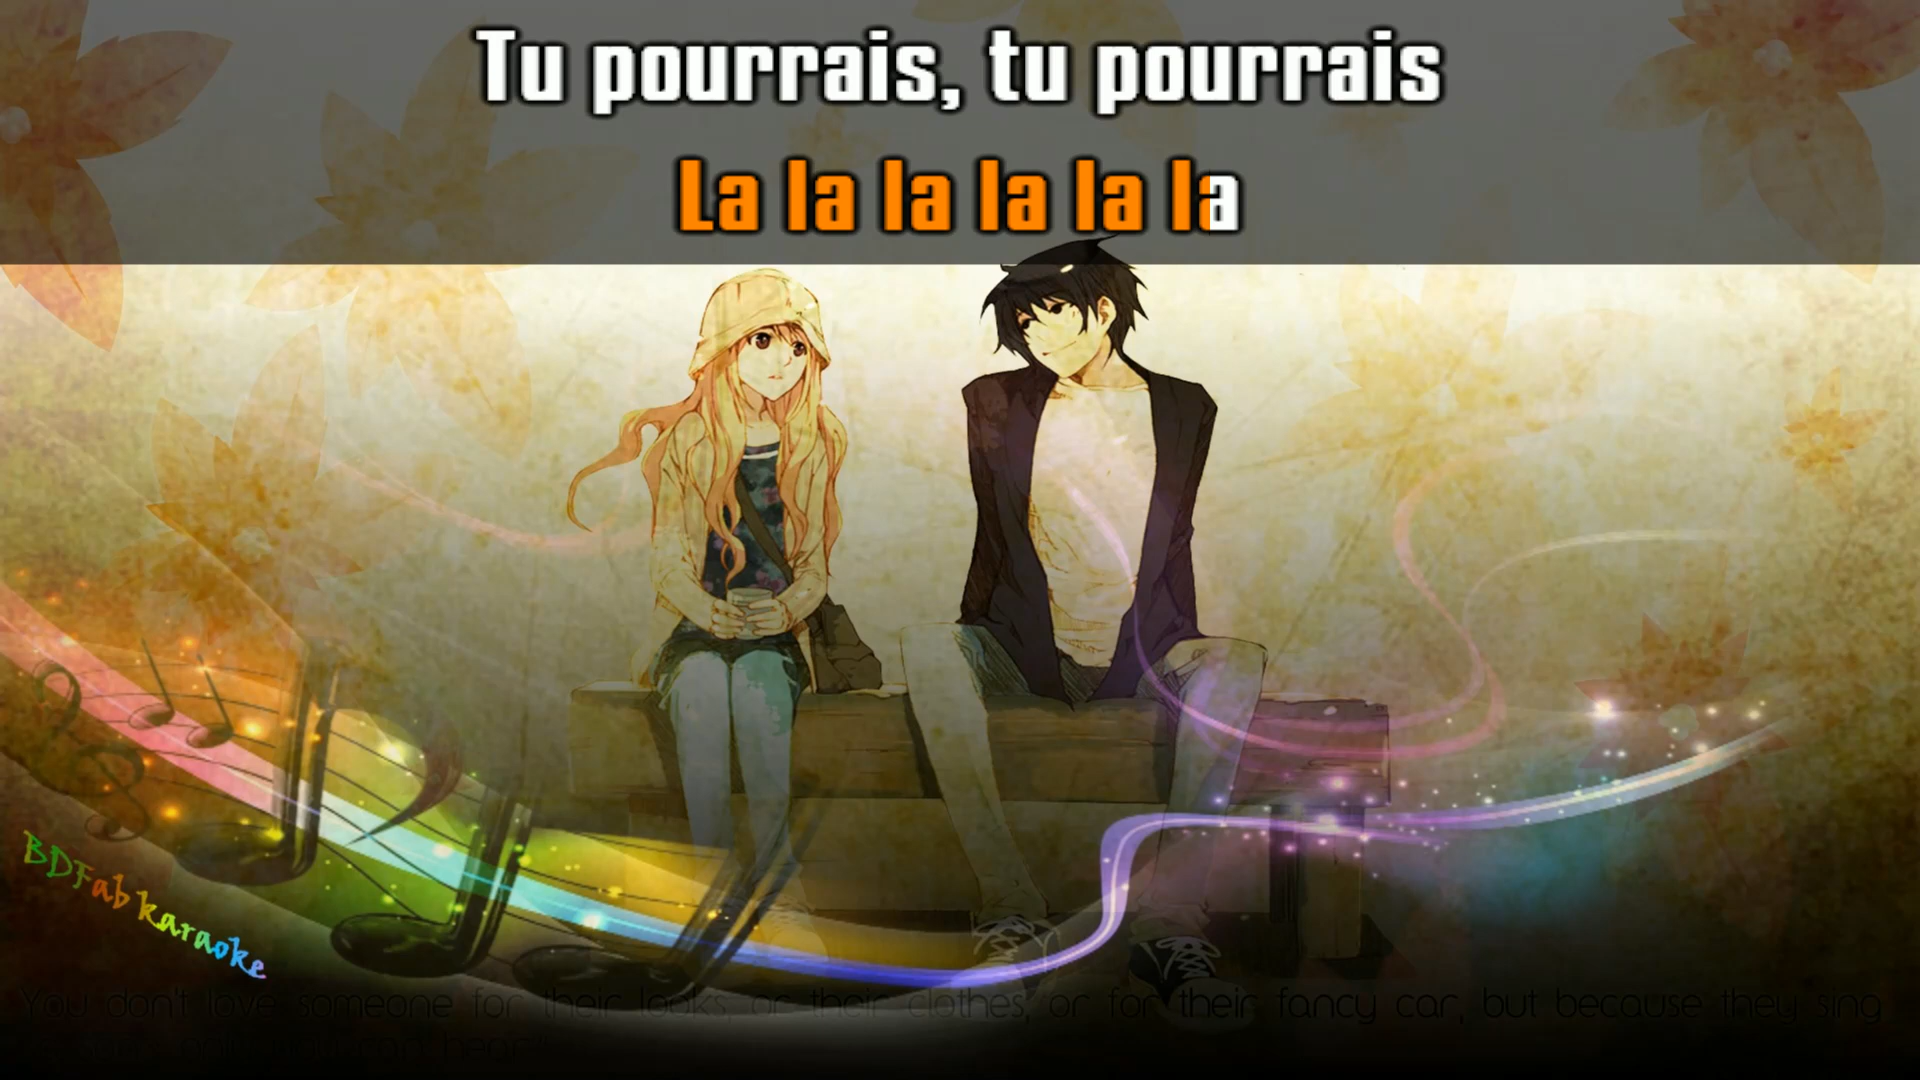 Tu pourrais, tu pourrais
La la la la la la
BDFab karaoke
You don't love someone for their looks, or their clothes, or for their fancy car, but because they sing